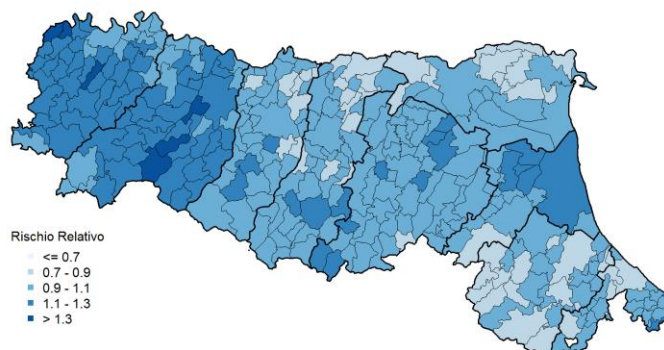 Rischio Relativo
<= 0.7
0.7 - 0.9
0.9 - 1.1
1.1 - 1.3
> 1.3